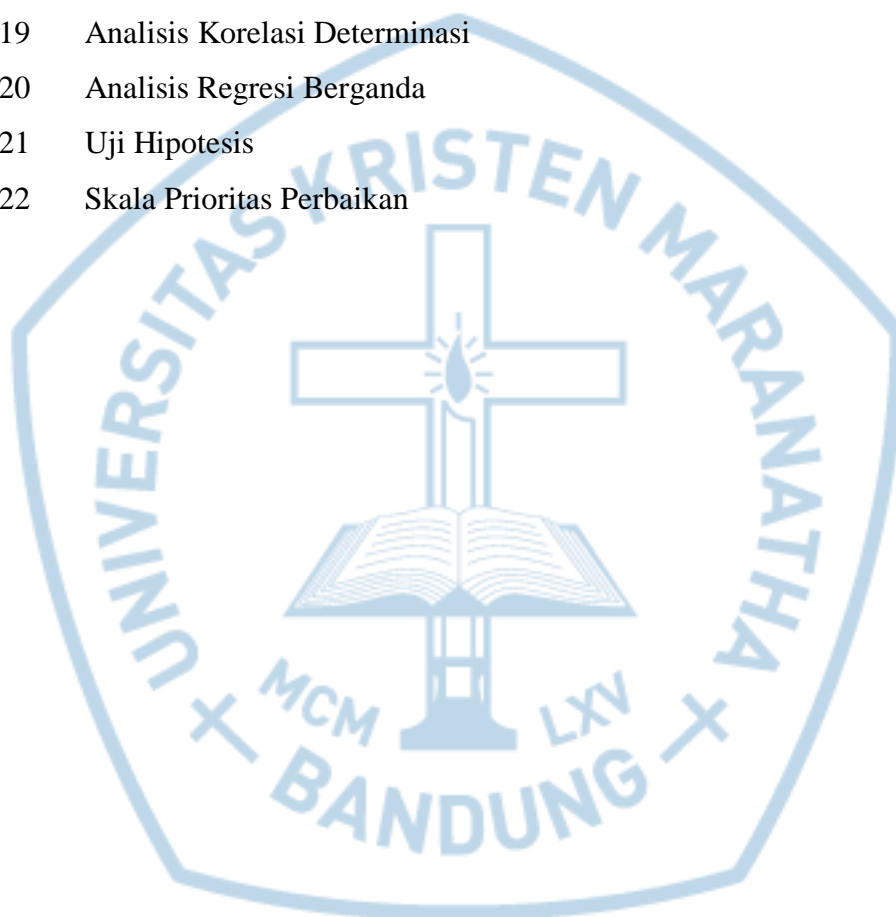 19 Analisis Korelasi Determinasi
20 Analisis Regresi Berganda
21 Uji Hipotesis
22 Skala Prioritas Perbaikan
UNIVERSITAS KRISTEN MARANATHA
MCM LXV
BANDUNG